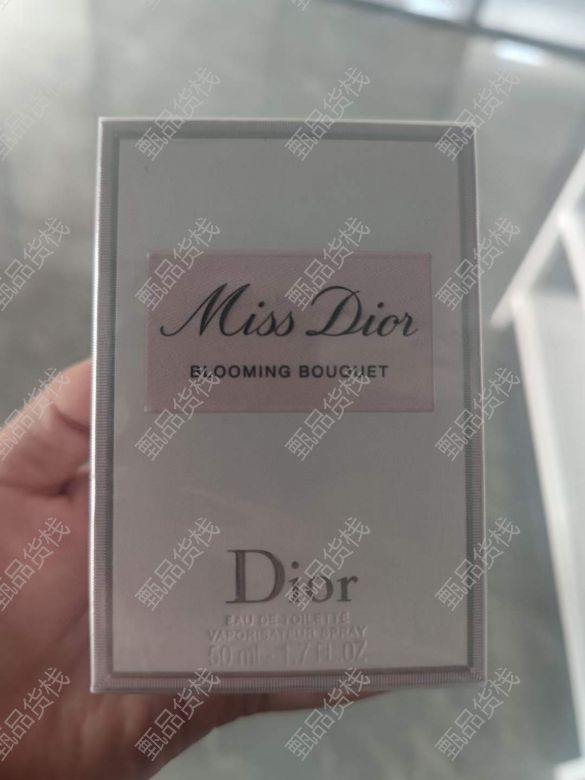 Miss Dior
BLOOMING BOUQUET
Dior
EAU DE TOILETTE
VAPORISATEUR SPRAY
50 ml - 1.7 FL.OZ
甄品货栈